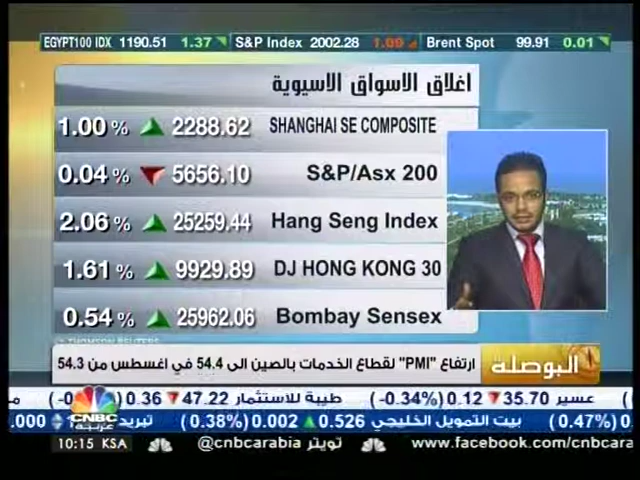 EGYPT100 IDX 1190.51 1.37 S&P Index 2002.28 1.09 Brent Spot 99.91 0.01
اغلاق الاسواق الاسيوية
1.00 % 2288.62 SHANGHAI SE COMPOSITE
0.04 % 5656.10 S&P/Asx 200
2.06 % 25259.44 Hang Seng Index
1.61 % 9929.89 DJ HONG KONG 30
0.54 % 25962.06 Bombay Sensex
THOMSON REUTERS
البوصلة
ارتفاع "PMI" لقطاع الخدمات بالصين الى 54.4 في اغسطس من 54.3
عسير 35.70 0.12 (-0.34%) طيبة للاستثمار 47.22 0.36
(0.47%) بيت التمويل الخليجي 0.526 0.002 (0.38%) تبريد
CNBC
عربية
10:15 KSA @cnbcarabia تويتر www.facebook.com/cnbcara